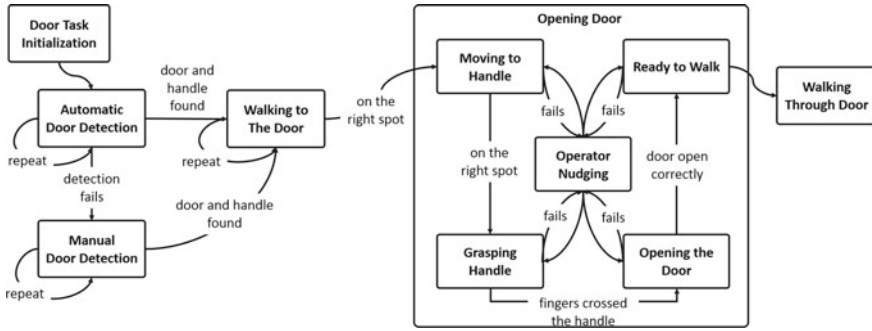 Door Task
Initialization
Automatic
Door Detection
repeat
detection
fails
Manual
Door Detection
repeat
door and
handle
found
door and handle
found
Walking to
The Door
repeat
on the
right spot
Opening Door
Moving to
Handle
Ready to Walk
fails
fails
Operator
Nudging
on the
right spot
door open
correctly
fails
fails
Grasping
Handle
Opening the
Door
fingers crossed
the handle
Walking
Through Door